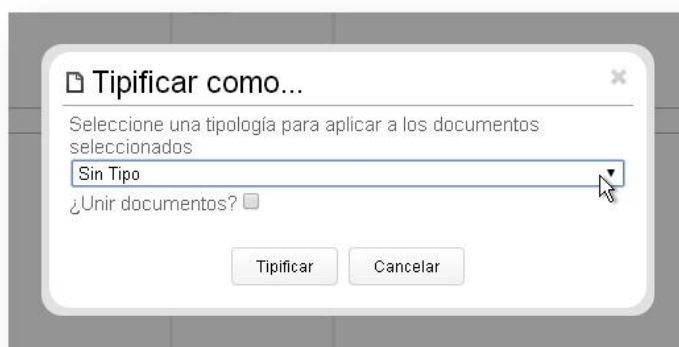 Tipificar como...
Seleccione una tipología para aplicar a los documentos
seleccionados
Sin Tipo
¿Unir documentos?
Tipificar Cancelar